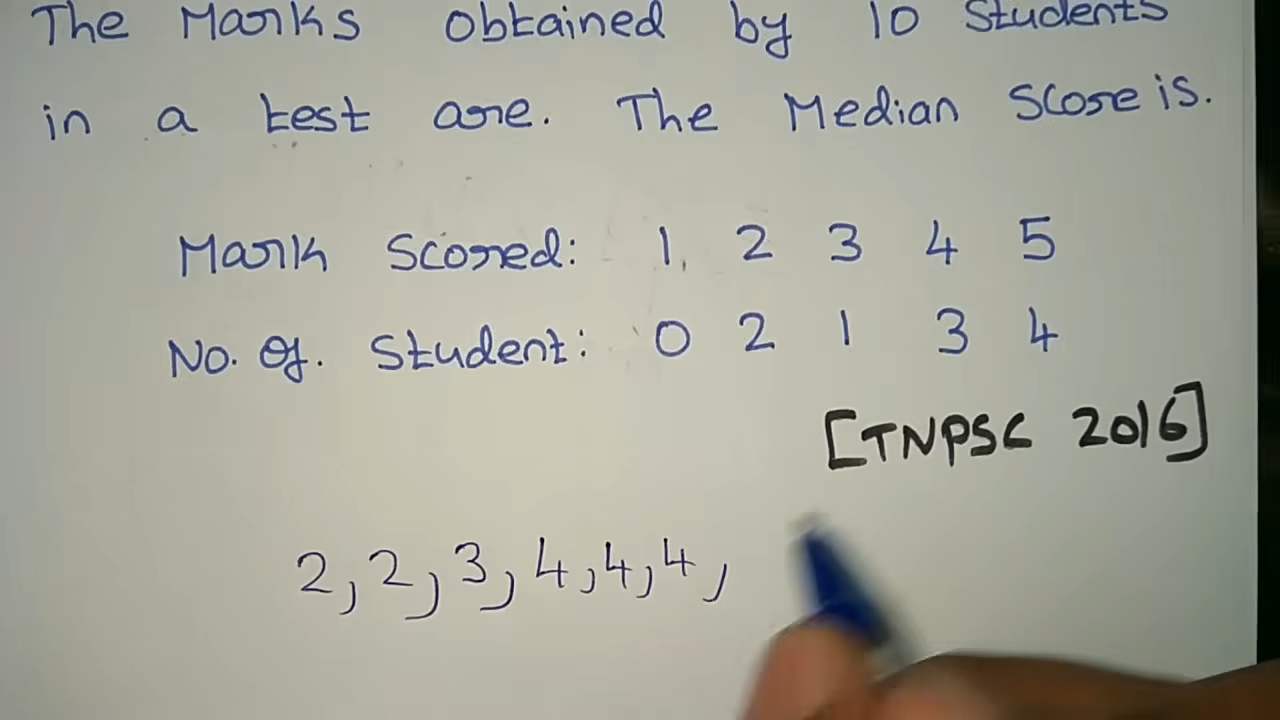 The Marks obtained by 10 Students
in a test are. The Median Score is.
Mark Scored: 1 2 3 4 5
No. Of. Student: 0 2 1 3 4
[TNPSC 2016]
2, 2, 3, 4, 4, 4,